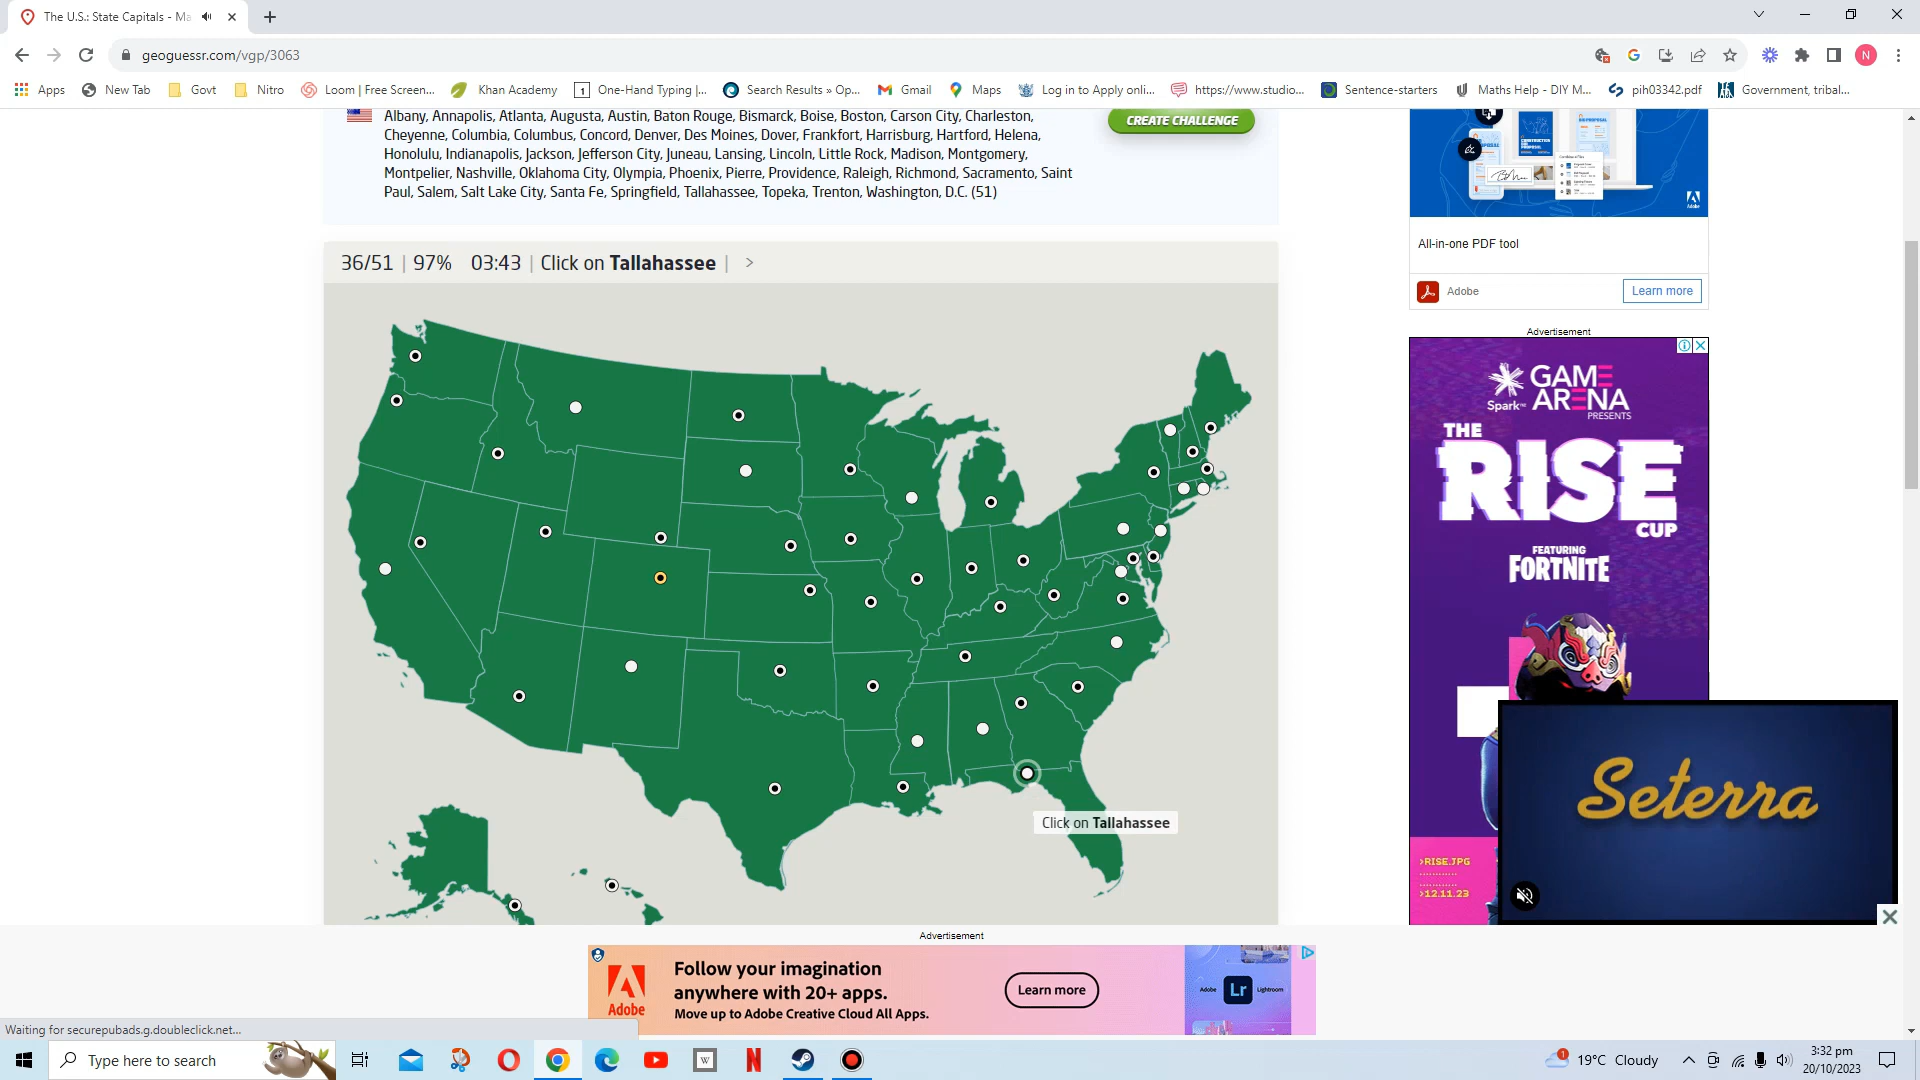 The U.S.: State Capitals - Ma
geoguessr.com/vgp/3063
N
Apps
New Tab
Govt
Nitro
Loom | Free Screen...
Khan Academy
1
One-Hand Typing |...
Search Results » Op...
Gmail
Maps
Log in to Apply onli...
https://www.studio...
Sentence-starters
Maths Help - DIY M...
pih03342.pdf
Government, tribal...
Albany, Annapolis, Atlanta, Augusta, Austin, Baton Rouge, Bismarck, Boise, Boston, Carson City, Charleston,
Cheyenne, Columbia, Columbus, Concord, Denver, Des Moines, Dover, Frankfort, Harrisburg, Hartford, Helena,
Honolulu, Indianapolis, Jackson, Jefferson City, Juneau, Lansing, Lincoln, Little Rock, Madison, Montgomery,
Montpelier, Nashville, Oklahoma City, Olympia, Phoenix, Pierre, Providence, Raleigh, Richmond, Sacramento, Saint
Paul, Salem, Salt Lake City, Santa Fe, Springfield, Tallahassee, Topeka, Trenton, Washington, D.C. (51)
CREATE CHALLENGE
36/51 | 97% 03:43 | Click on Tallahassee | >
Click on Tallahassee
Adobe
All-in-one PDF tool
Adobe
Learn more
Advertisement
Spark
GAME
ARENA
PRESENTS
THE
RISE
CUP
FEATURING
FORTNITE
>RISE.JPG
>12.11.23
Seterra
Advertisement
Adobe
Follow your imagination
anywhere with 20+ apps.
Move up to Adobe Creative Cloud All Apps.
Learn more
Adobe
Lr
Lightroom
Waiting for securepubads.g.doubleclick.net...
Type here to search
W
N
1
19°C Cloudy
3:32 pm
20/10/2023